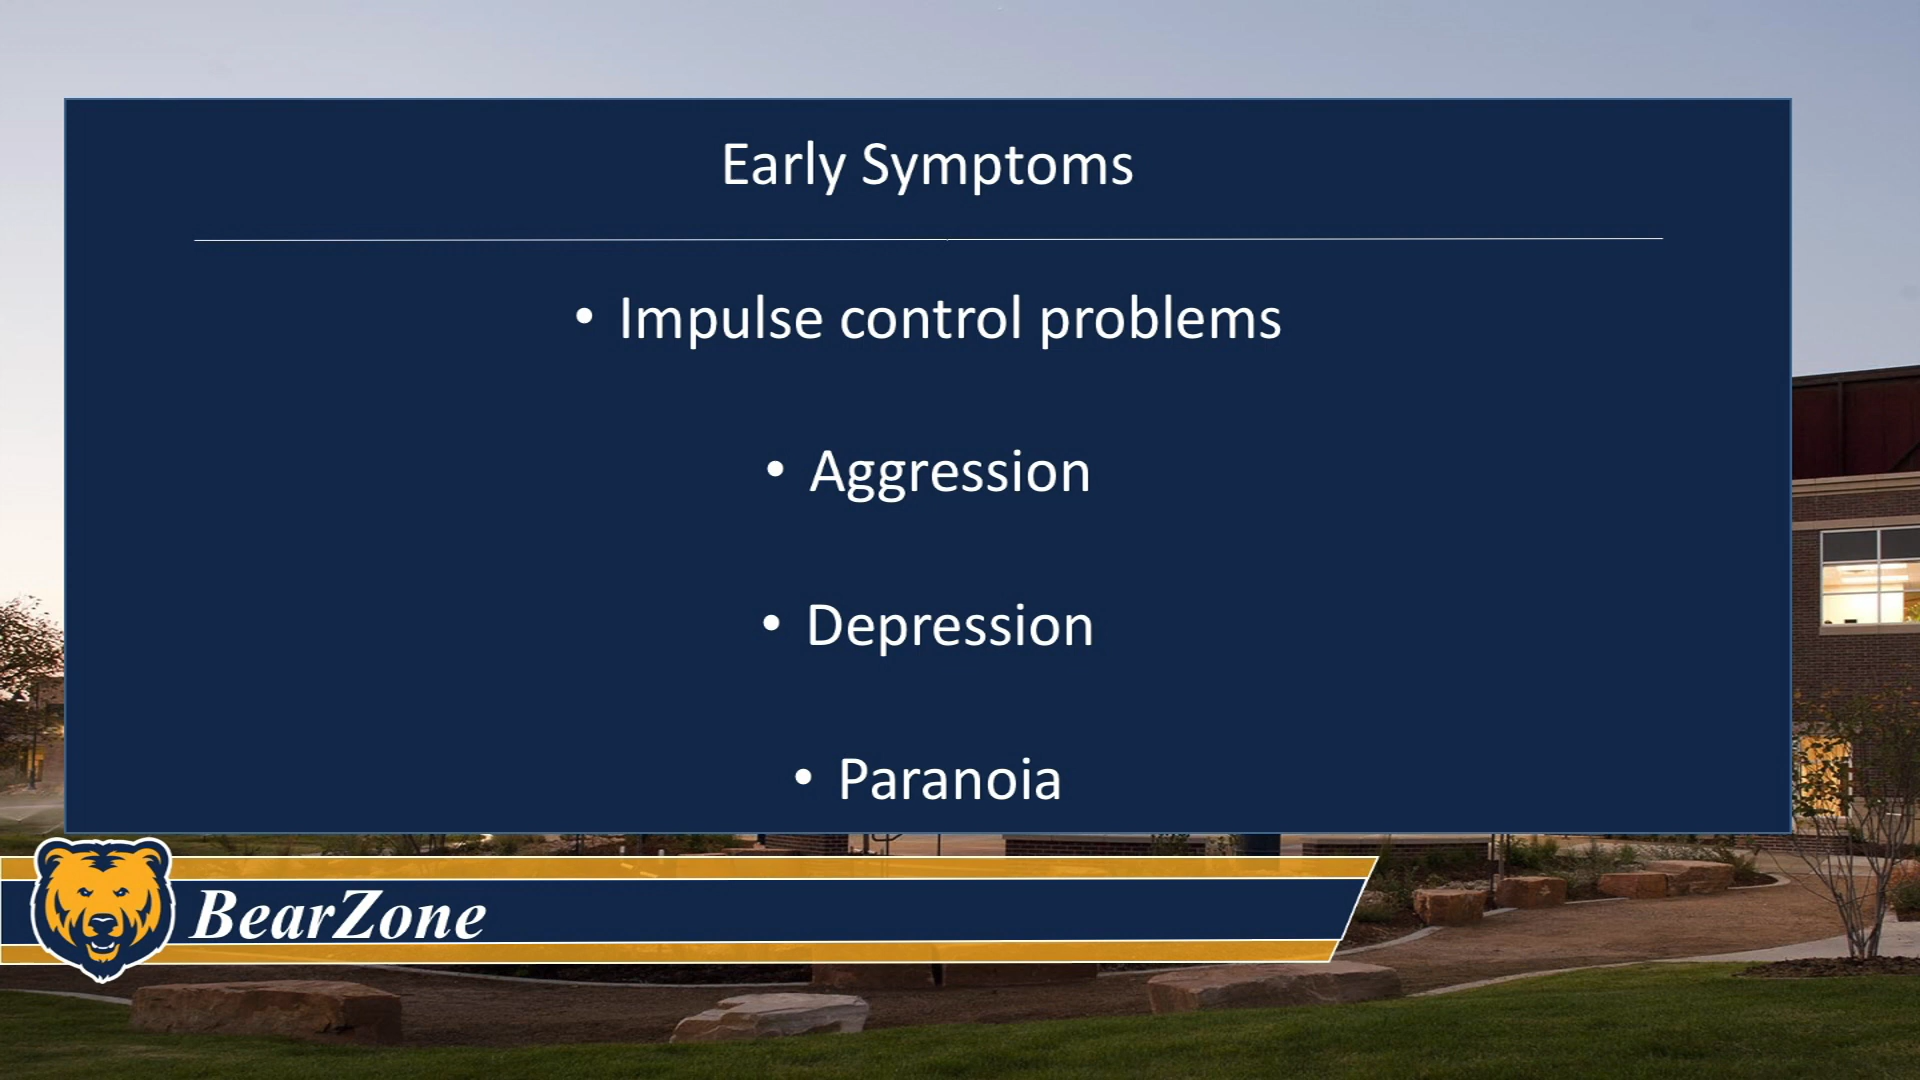 Early Symptoms
• Impulse control problems
• Aggression
• Depression
• Paranoia
BearZone